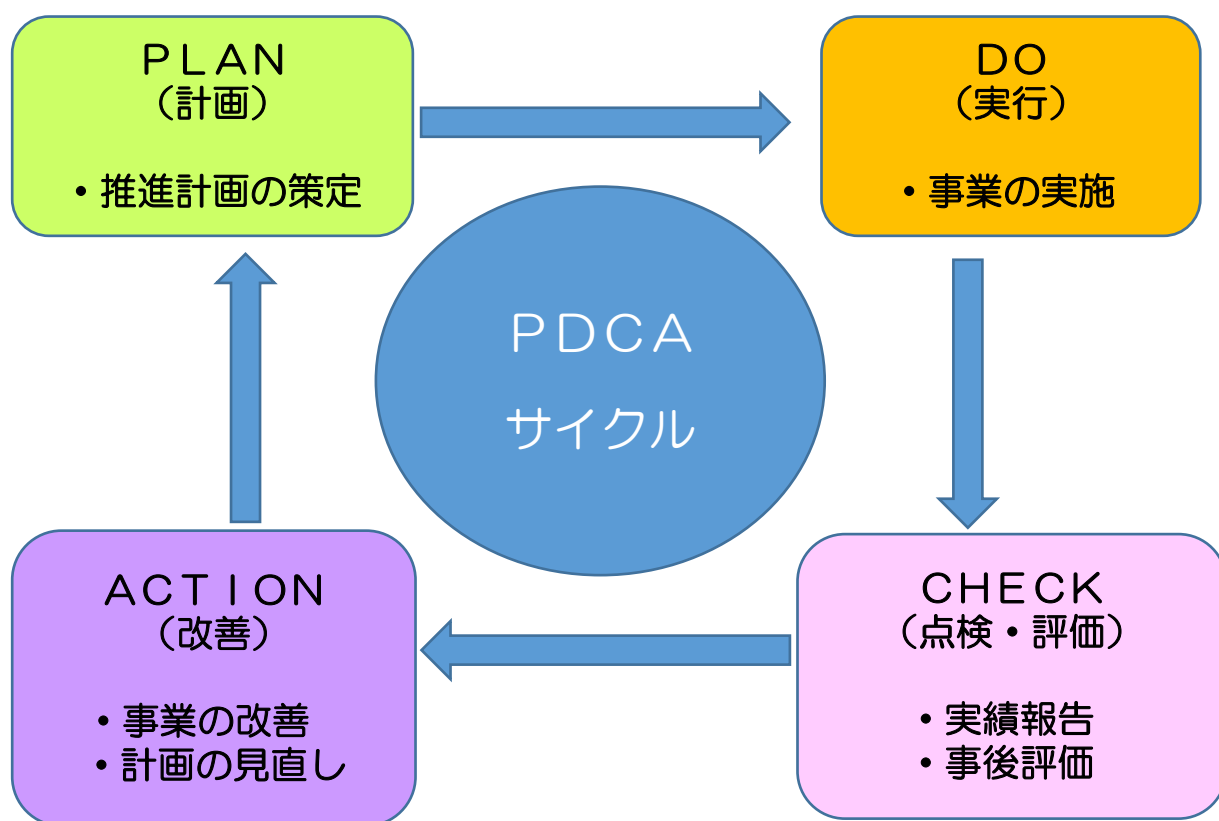 ＰＬＡＮ
（計画）
・推進計画の策定
ＤＯ
（実行）
・事業の実施
ＰＤＣＡ
サイクル
ＡＣＴＩＯＮ
（改善）
・事業の改善
・計画の見直し
ＣＨＥＣＫ
（点検・評価）
・実績報告
・事後評価